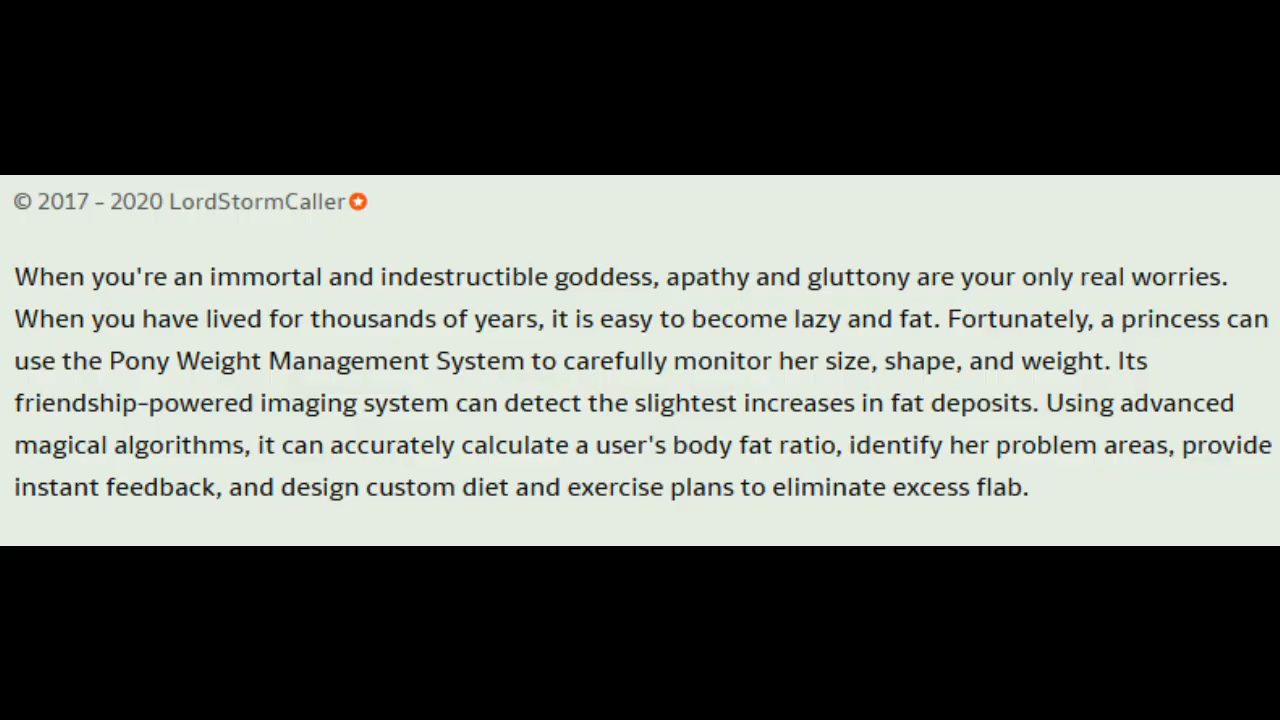 © 2017 - 2020 LordStormCaller
When you're an immortal and indestructible goddess, apathy and gluttony are your only real worries.
When you have lived for thousands of years, it is easy to become lazy and fat. Fortunately, a princess can
use the Pony Weight Management System to carefully monitor her size, shape, and weight. Its
friendship-powered imaging system can detect the slightest increases in fat deposits. Using advanced
magical algorithms, it can accurately calculate a user's body fat ratio, identify her problem areas, provide
instant feedback, and design custom diet and exercise plans to eliminate excess flab.